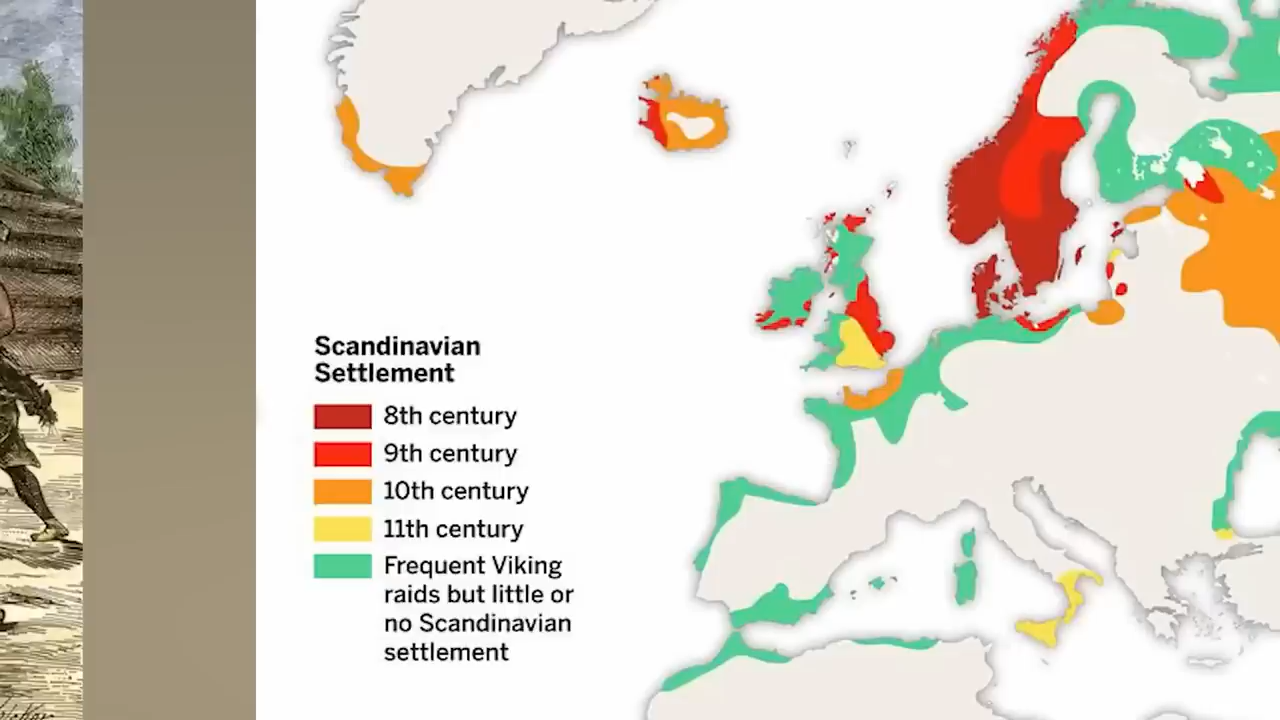 Scandinavian
Settlement
8th century
9th century
10th century
11th century
Frequent Viking
raids but little or
no Scandinavian
settlement